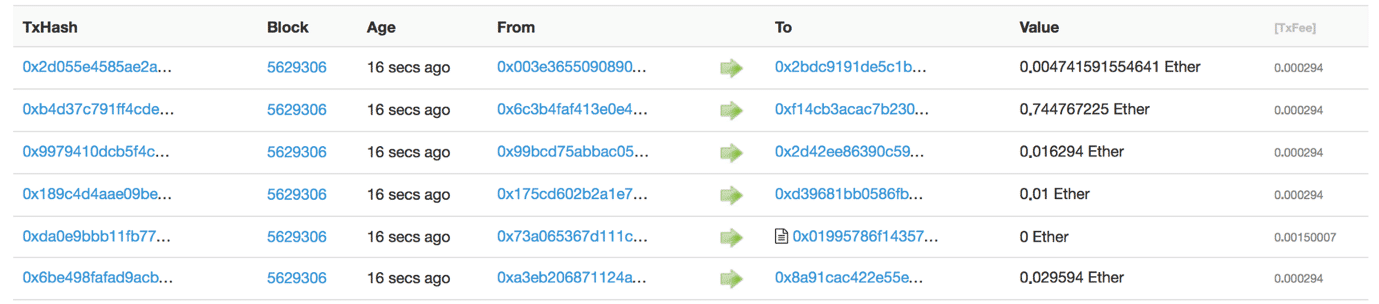 TxHash Block Age From To Value [TxFee]
0x2d055e4585ae2a... 5629306 16 secs ago 0x003e3655090890... 0x2bdc9191de5c1b... 0.004741591554641 Ether 0.000294
0xb4d37c791ff4cde... 5629306 16 secs ago 0x6c3b4faf413e0e4... 0xf14cb3acac7b230... 0.744767225 Ether 0.000294
0x9979410dcb5f4c... 5629306 16 secs ago 0x99bcd75abbac05... 0x2d42ee86390c59... 0.016294 Ether 0.000294
0x189c4d4aae09be... 5629306 16 secs ago 0x175cd602b2a1e7... 0xd39681bb0586fb... 0.01 Ether 0.000294
0xda0e9bbb11fb77... 5629306 16 secs ago 0x73a065367d111c... 0x01995786f14357... 0 Ether 0.00150007
0x6be498fafad9acb... 5629306 16 secs ago 0xa3eb206871124a... 0x8a91cac422e55e... 0.029594 Ether 0.000294